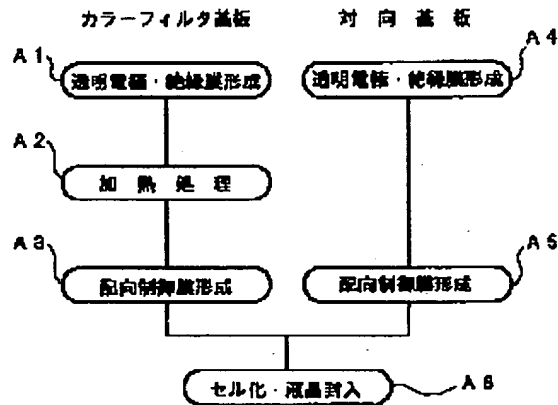 カラーフィルタ基板
対向基板
A1
透明電極・絶縁膜形成
A4
透明電極・絶縁膜形成
A2
加熱処理
A3
配向制御膜形成
A5
配向制御膜形成
セル化・液晶封入
A6